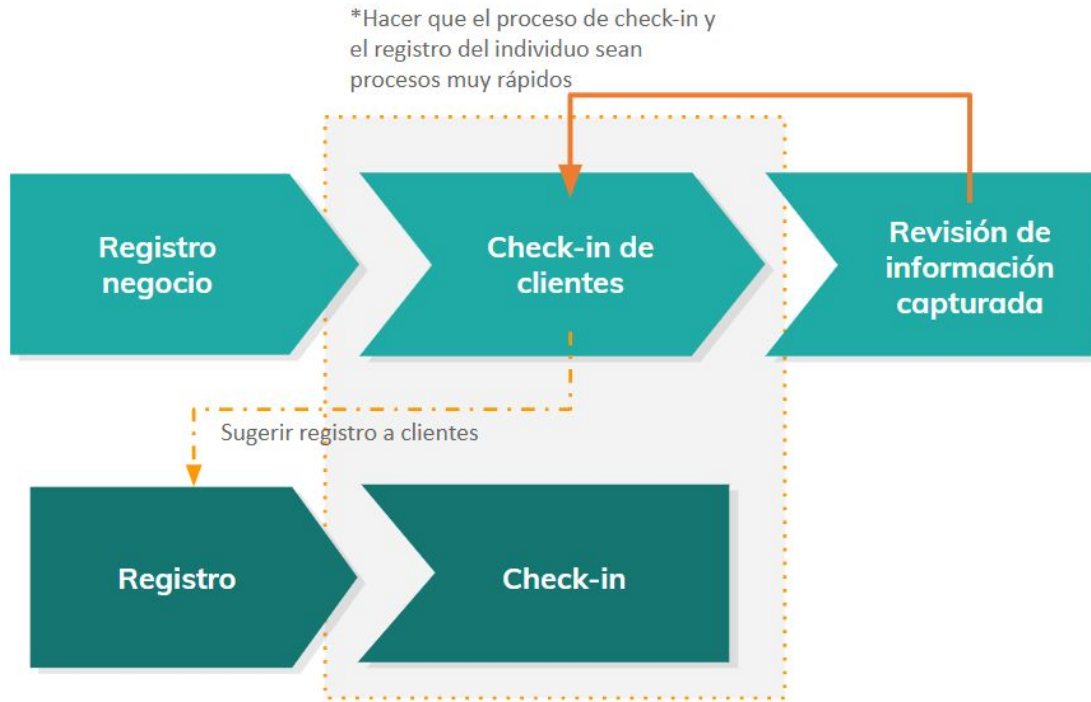 *Hacer que el proceso de check-in y
el registro del individuo sean
procesos muy rápidos
Registro
negocio
Check-in de
clientes
Revisión de
información
capturada
Sugerir registro a clientes
Registro
Check-in